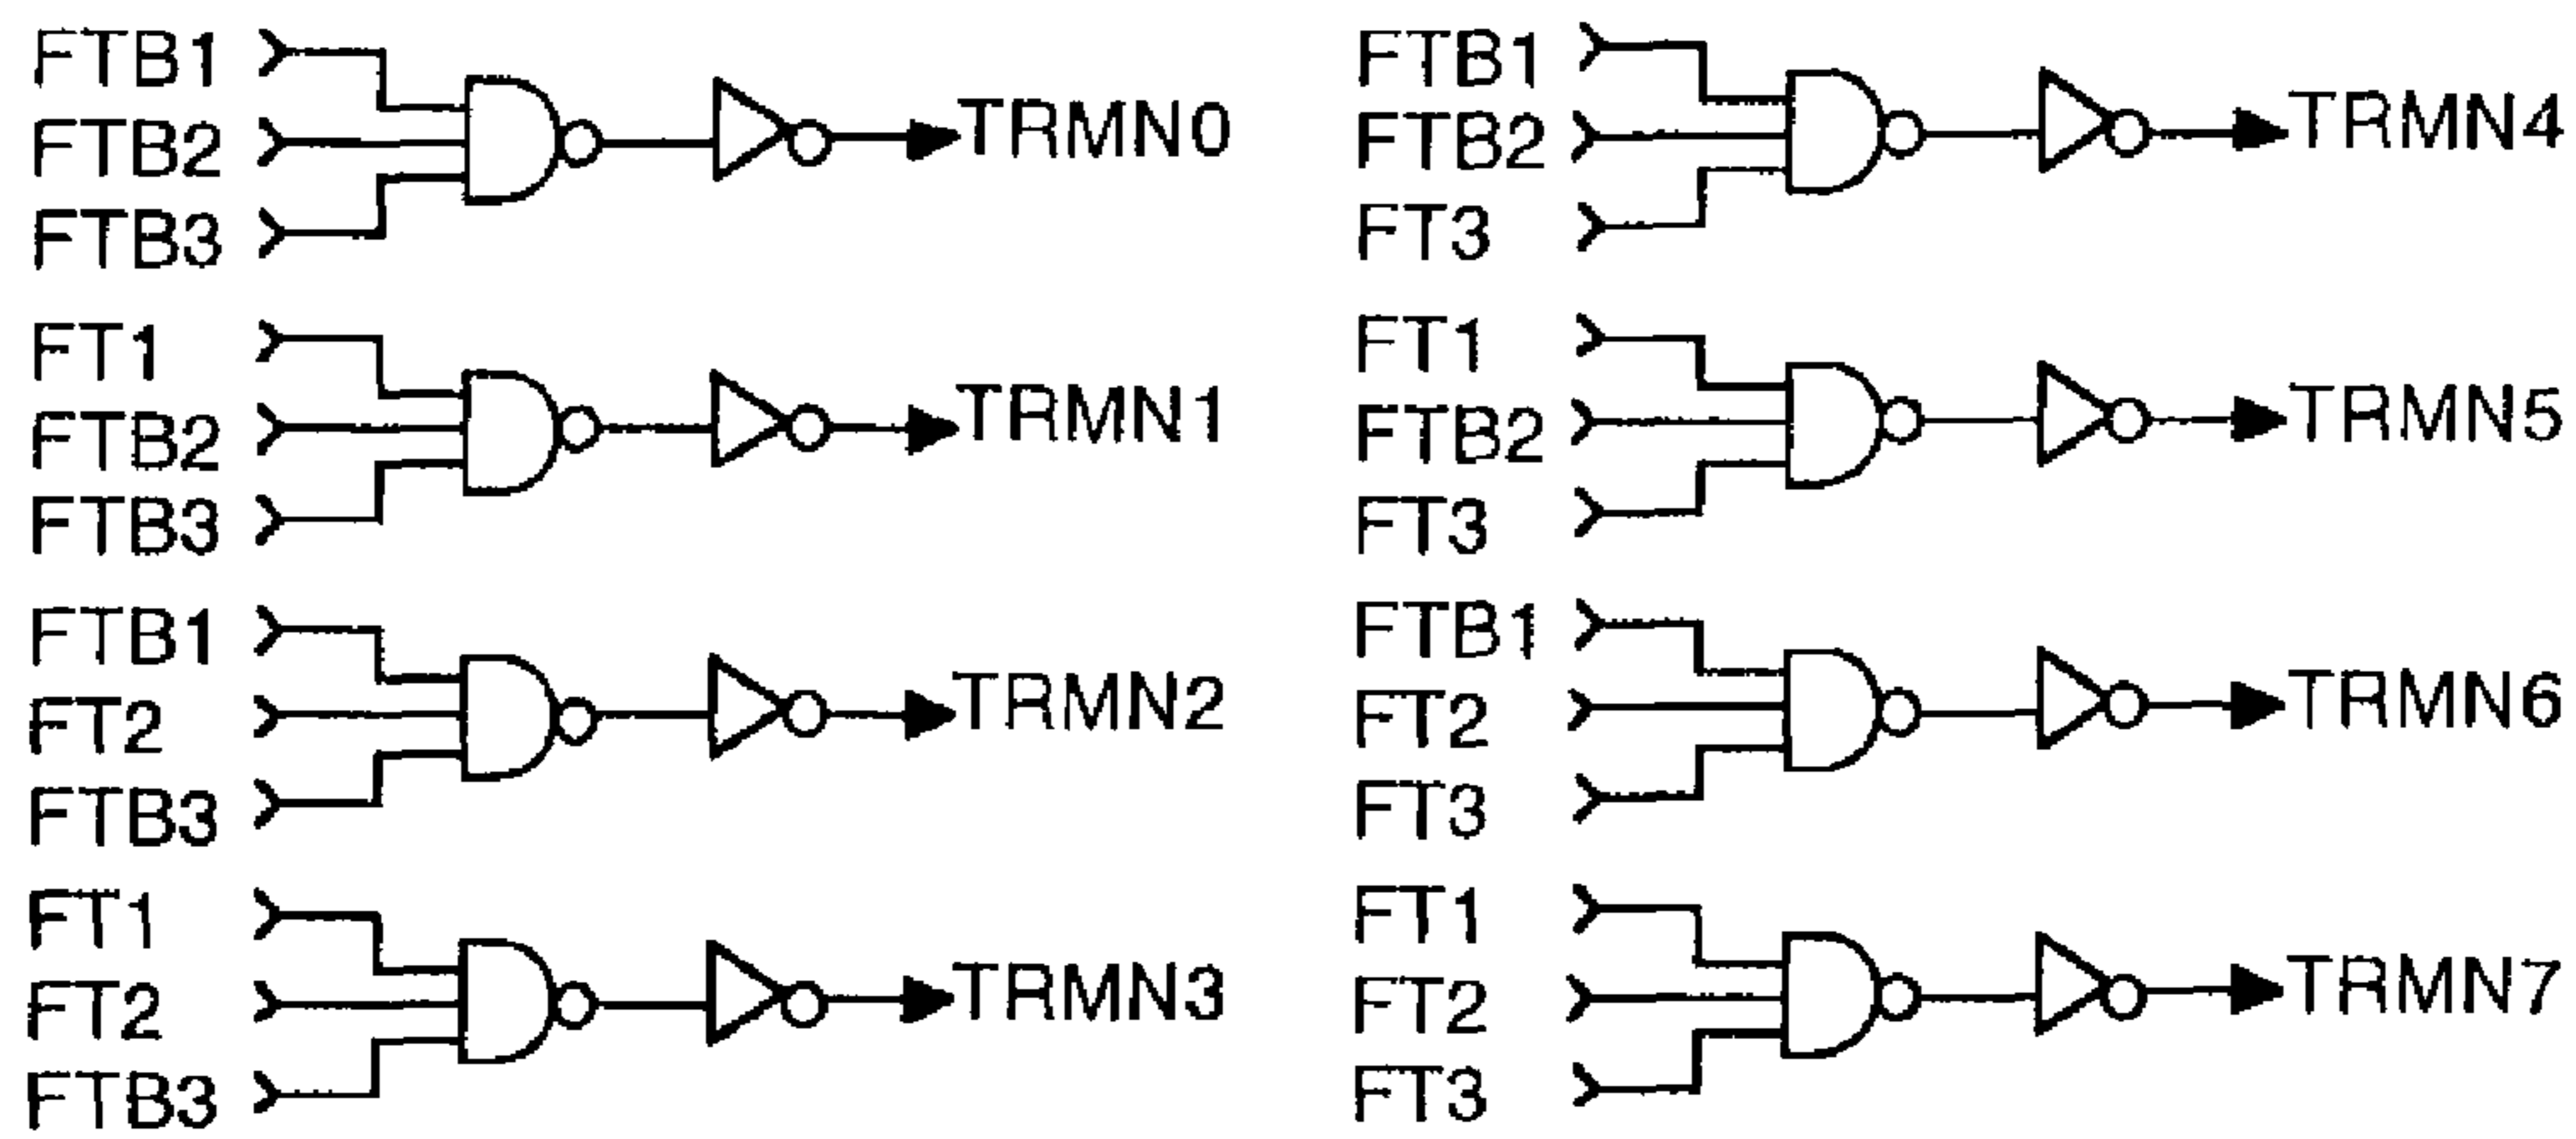 FTB1
FTB2
FTB3
TRMN0
FT1
FTB2
FTB3
TRMN1
FTB1
FT2
FTB3
TRMN2
FT1
FT2
FTB3
TRMN3
FTB1
FTB2
FT3
TRMN4
FT1
FTB2
FT3
TRMN5
FTB1
FT2
FT3
TRMN6
FT1
FT2
FT3
TRMN7